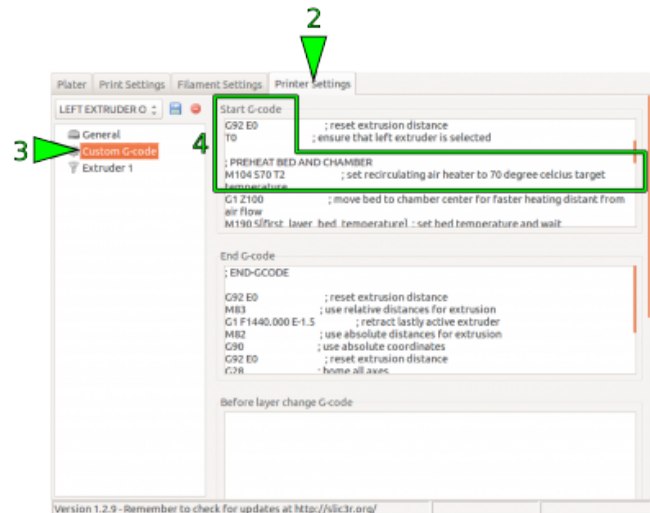 2
Plater Print Settings Filament Settings Printer Settings
LEFT EXTRUDER O
General
3 Custom G-code
Extruder 1
4
Start G-code
G92 E0 ; reset extrusion distance
T0 ; ensure that left extruder is selected
; PREHEAT BED AND CHAMBER
M104 S70 T2 ; set recirculating air heater to 70 degree celcius target
temperature
G1 Z100 ; move bed to chamber center for faster heating distant from
air flow
M190 S[first_layer_bed_temperature] ; set bed temperature and wait
End G-code
; END-GCODE
G92 E0 ; reset extrusion distance
M83 ; use relative distances for extrusion
G1 F1440.000 E-1.5 ; retract lastly active extruder
M82 ; use absolute distances for extrusion
G90 ; use absolute coordinates
G92 E0 ; reset extrusion distance
G28 ; home all axes
Before layer change G-code
Version 1.2.9 - Remember to check for updates at http://slic3r.org/